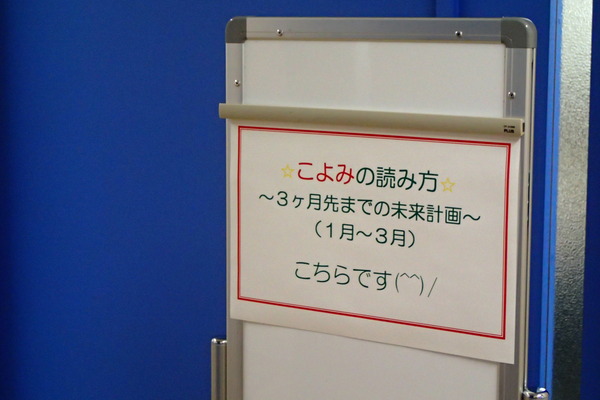 ☆こよみの読み方☆
～３ヶ月先までの未来計画～
（１月～３月）
こちらです(^^)/
PLUS